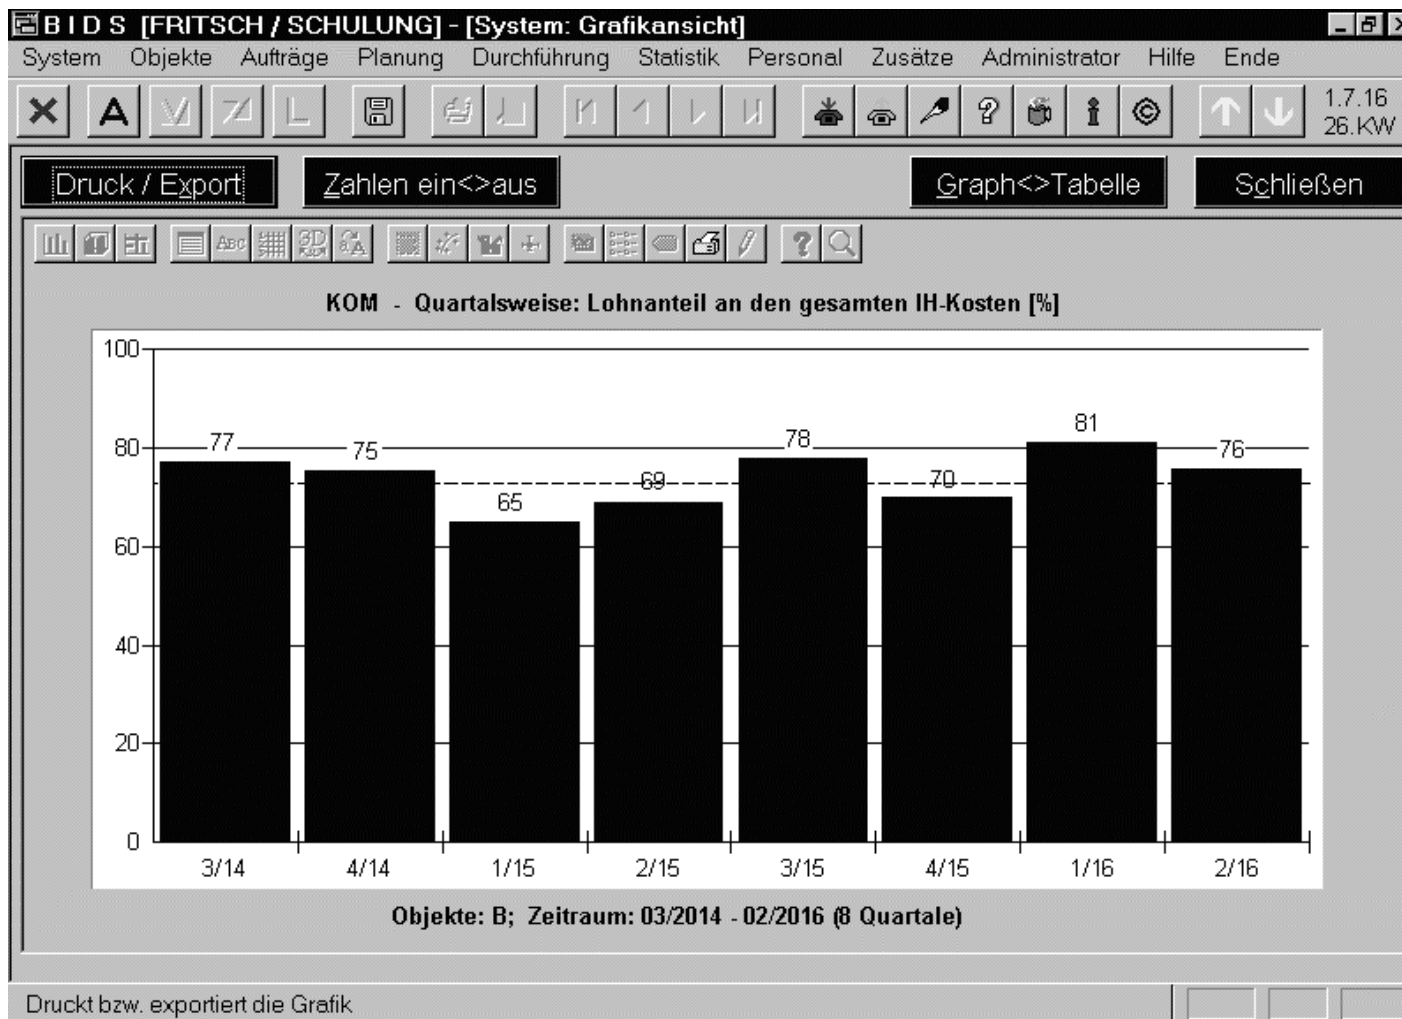 B I D S [FRITSCH / SCHULUNG] - [System: Grafikansicht]
System Objekte Aufträge Planung Durchführung Statistik Personal Zusätze Administrator Hilfe Ende
1.7.16
26.KW
Druck / Export Zahlen ein<>aus Graph<>Tabelle Schließen
ABC 3D
KOM - Quartalsweise: Lohnanteil an den gesamten IH-Kosten [%]
100
80
60
40
20
0
77 75 65 69 78 70 81 76
3/14 4/14 1/15 2/15 3/15 4/15 1/16 2/16
Objekte: B; Zeitraum: 03/2014 - 02/2016 (8 Quartale)
Druckt bzw. exportiert die Grafik